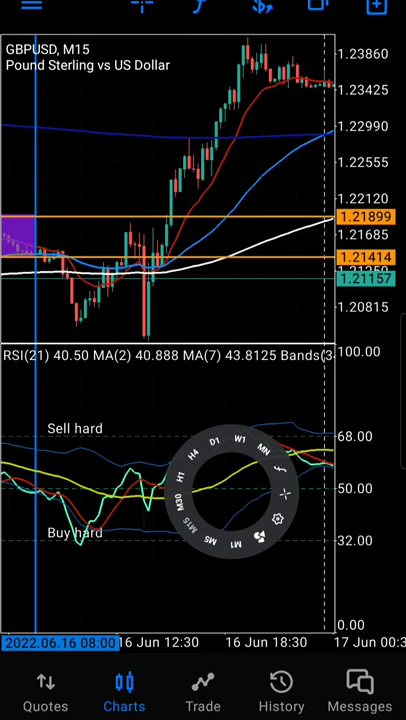 GBPUSD, M15
Pound Sterling vs US Dollar
1.23860
1.23425
1.22990
1.22555
1.22120
1.21899
1.21685
1.21414
1.21157
1.20815
RSI(21) 40.50 MA(2) 40.888 MA(7) 43.8125 Bands(3
100.00
Sell hard
68.00
50.00
Buy hard
32.00
0.00
M1
M5
M15
M30
H1
H4
D1
W1
MN
2022.06.16 08:00
16 Jun 12:30
16 Jun 18:30
17 Jun 00:3
Quotes
Charts
Trade
History
Messages